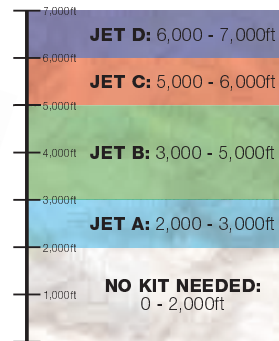 7,000ft
JET D: 6,000 - 7,000ft
6,000ft
JET C: 5,000 - 6,000ft
5,000ft
4,000ft JET B: 3,000 - 5,000ft
3,000ft
JET A: 2,000 - 3,000ft
2,000ft
1,000ft
NO KIT NEEDED:
0 - 2,000ft